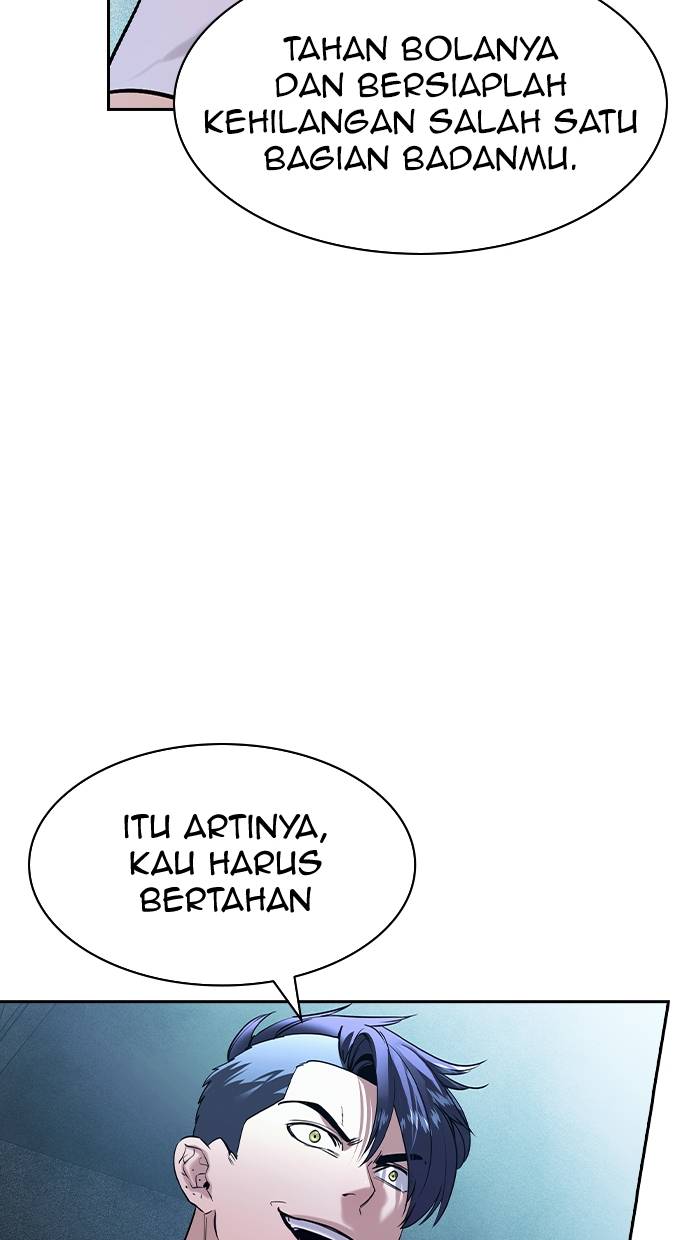 TAHAN BOLANYA
DAN BERSIAPLAH
KEHILANGAN SALAH SATU
BAGIAN BADANMU.
ITU ARTINYA,
KAU HARUS
BERTAHAN